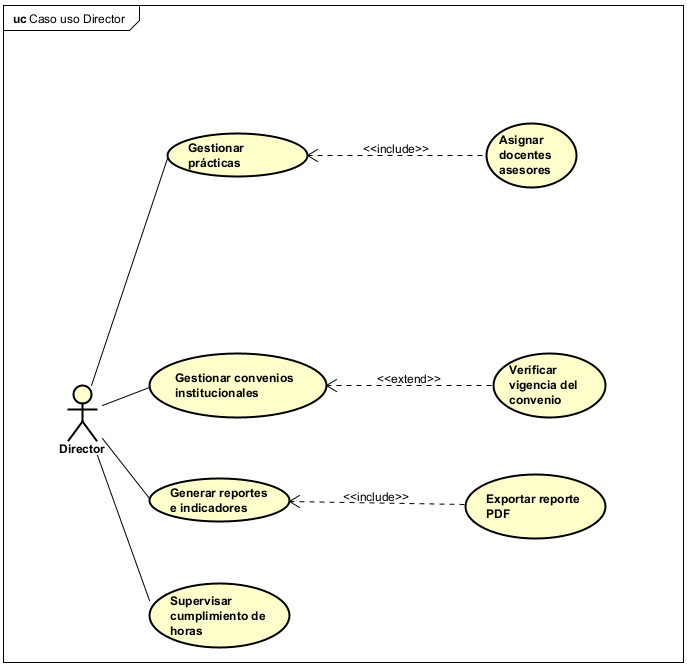 uc Caso uso Director
Gestionar
prácticas
<<include>>
Asignar
docentes
asesores
Gestionar convenios
institucionales
<<extend>>
Verificar
vigencia del
convenio
Director
Generar reportes
e indicadores
<<include>>
Exportar reporte
PDF
Supervisar
cumplimiento de
horas